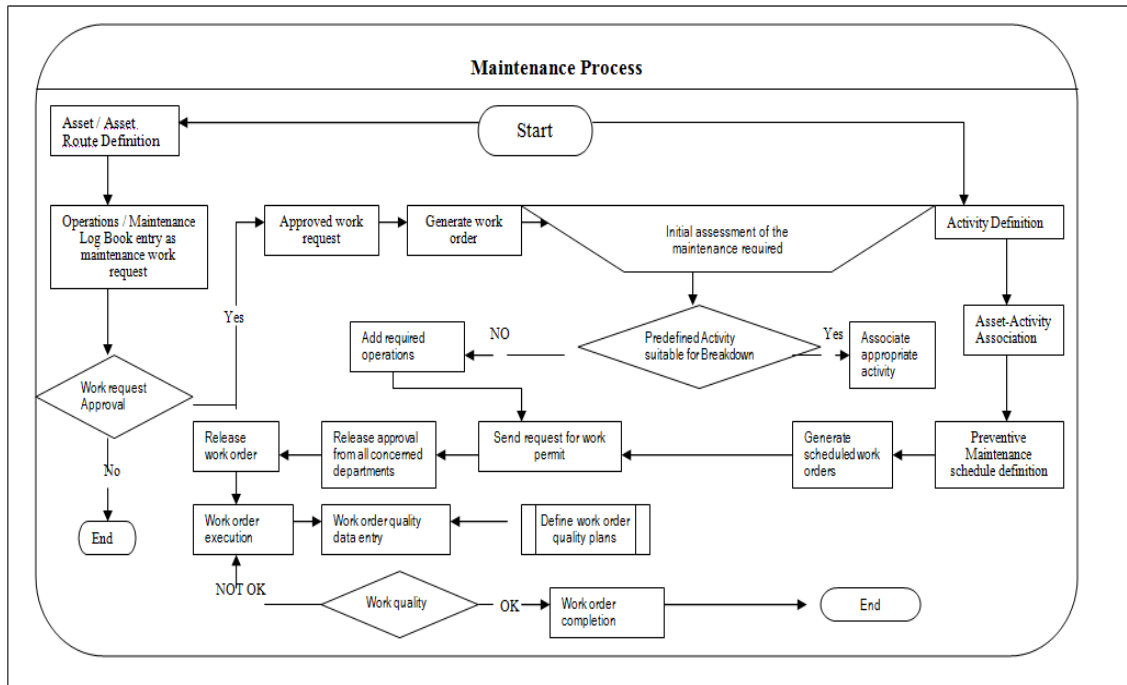 Maintenance Process
Asset / Asset
Route Definition
Start
Operations / Maintenance
Log Book entry as
maintenance work
request
Approved work
request
Generate work
order
Initial assessment of the
maintenance required
Activity Definition
Yes
Add required
operations
NO
Predefined Activity
suitable for Breakdown
Yes
Associate
appropriate
activity
Asset-Activity
Association
Work request
Approval
Release
work order
Release approval
from all concerned
departments
Send request for work
permit
Generate
scheduled work
orders
Preventive
Maintenance
schedule definition
No
End
Work order
execution
Work order quality
data entry
Define work order
quality plans
NOT OK
Work quality
OK
Work order
completion
End